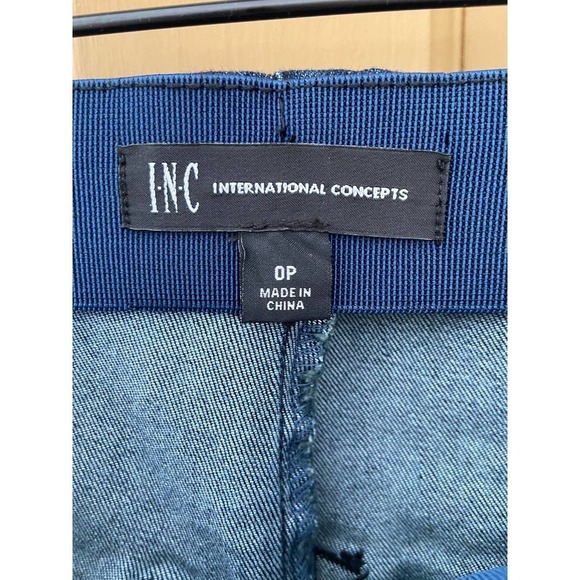 I·N·C INTERNATIONAL CONCEPTS
0P
MADE IN
CHINA